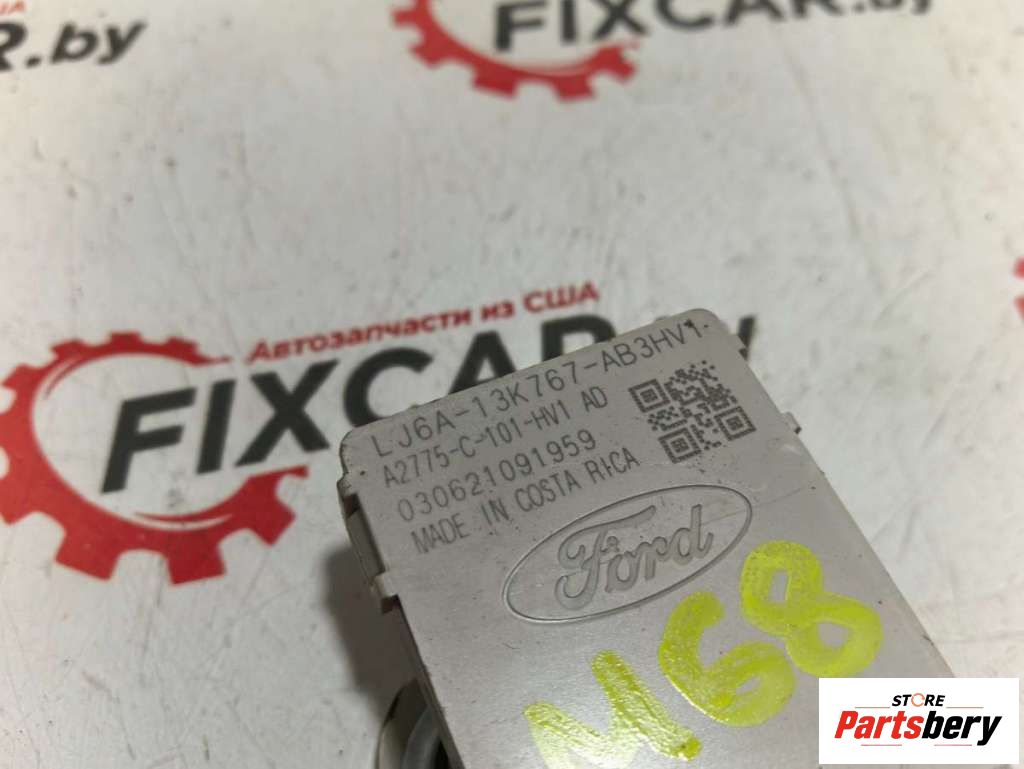 США
R.by
FIXCAR.by
Автозапчасти из США
FIXCAR
LJ6A-13K767-AB3HV1
A2775-C-101-HV1 AD
030621091959
MADE IN COSTA RICA
Ford
M68
STORE
Partsbery